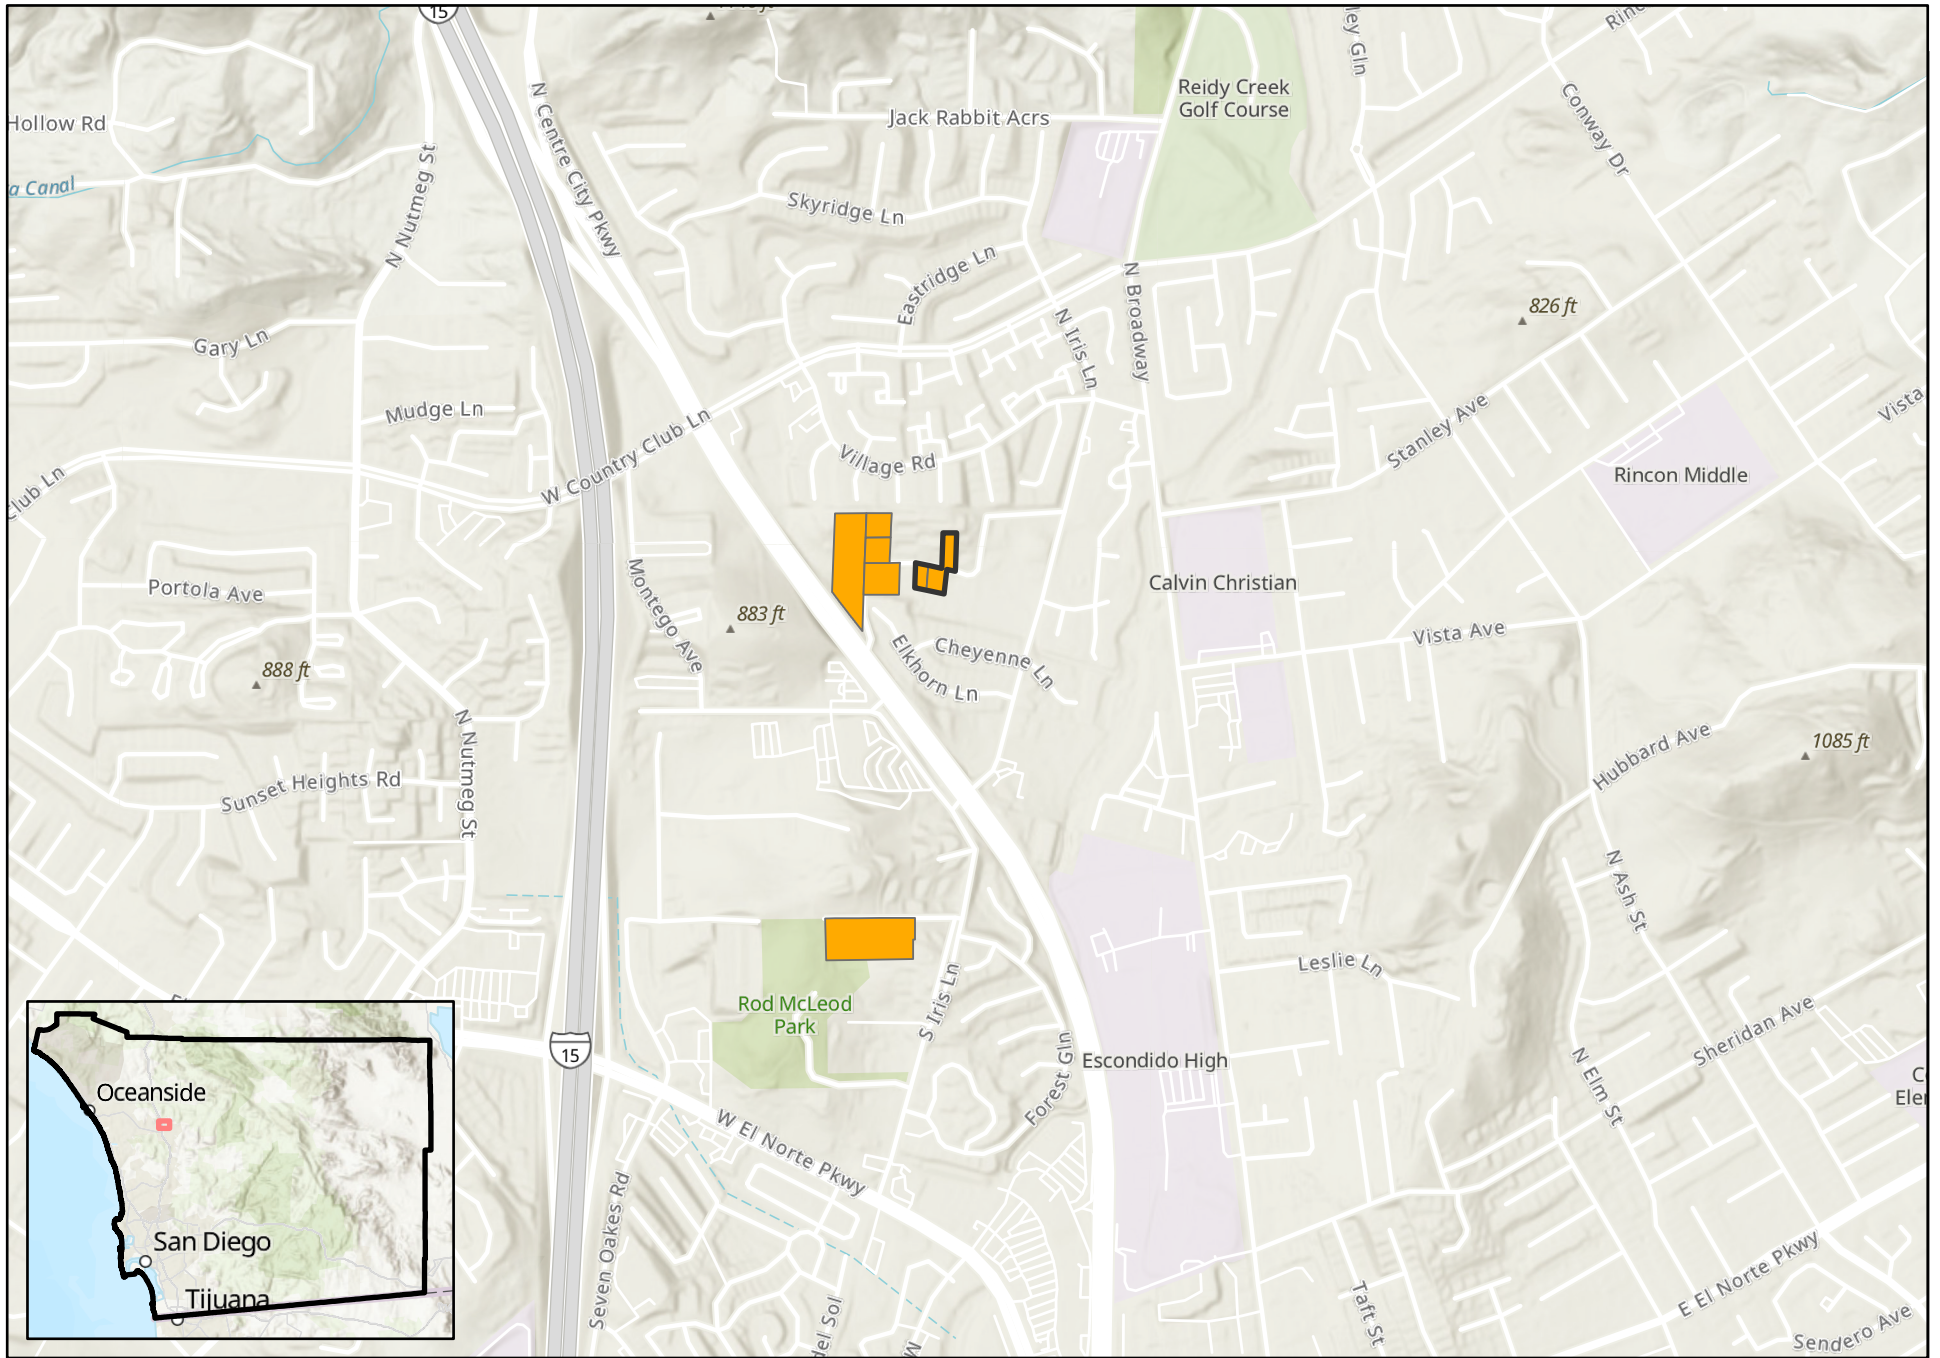 15
Reidy Creek
Golf Course
Conway Dr
Hollow Rd
N Centre City Pkwy
Jack Rabbit Acrs
a Canal
N Nutmeg St
Skyridge Ln
Eastridge Ln
N Broadway
N Iris Ln
826 ft
Gary Ln
Mudge Ln
W Country Club Ln
Village Rd
Stanley Ave
Vista
Rincon Middle
Club Ln
Portola Ave
Montego Ave
883 ft
Calvin Christian
Vista Ave
888 ft
Elkhorn Ln
Cheyenne Ln
N Nutmeg St
Hubbard Ave
1085 ft
Sunset Heights Rd
N Ash St
Leslie Ln
S Iris Ln
Rod McLeod
Park
Sheridan Ave
15
Forest Gln
Escondido High
N Elm St
W El Norte Pkwy
Seven Oakes Rd
del Sol
Taft St
E El Norte Pkwy
Sendero Ave
Oceanside
San Diego
Tijuana